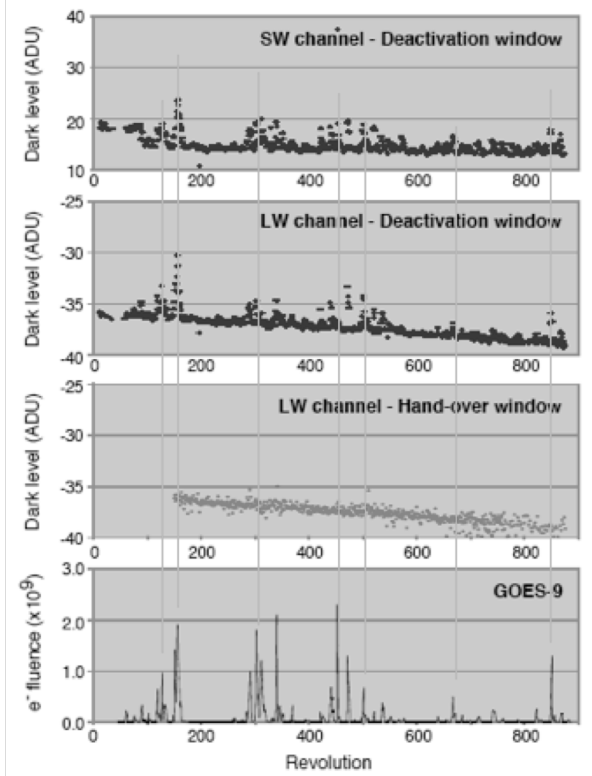 40
SW channel - Deactivation window
30
20
10
Dark level (ADU)
0 200 400 600 800
-25
LW channel - Deactivation window
-30
-35
-40
Dark level (ADU)
0 200 400 600 800
-25
LW channel - Hand-over window
-30
-35
-40
Dark level (ADU)
0 200 400 600 800
3.0
GOES-9
2.0
1.0
0.0
e⁻ fluence (x10⁹)
0 200 400 600 800
Revolution